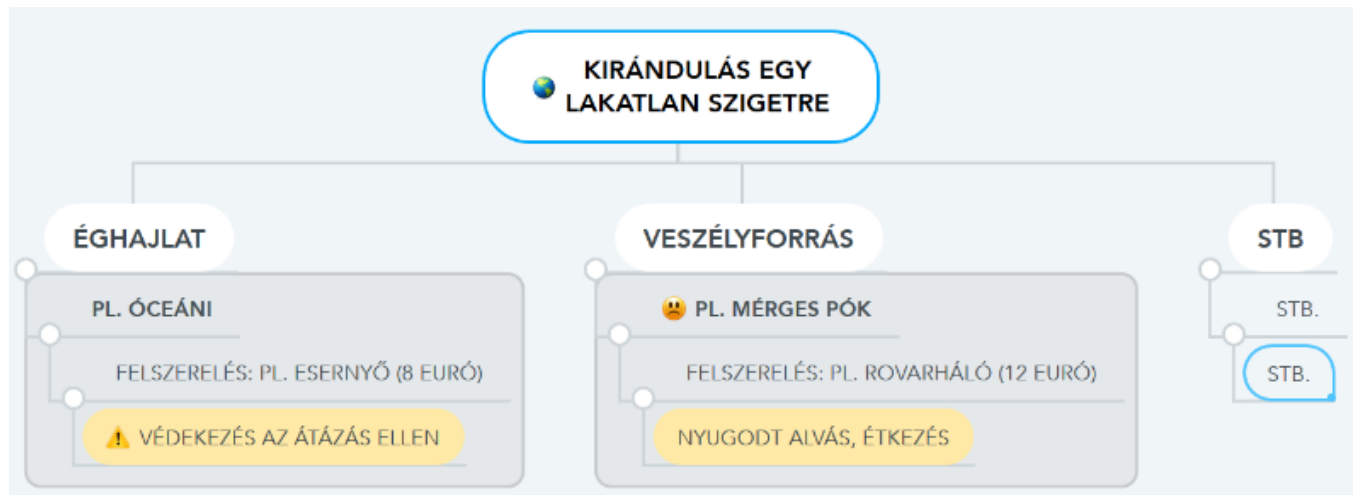 KIRÁNDULÁS EGY
LAKATLAN SZIGETRE
ÉGHAJLAT
PL. ÓCEÁNI
FELSZERELÉS: PL. ESERNYŐ (8 EURÓ)
VÉDEKEZÉS AZ ÁTÁZÁS ELLEN
VESZÉLYFORRÁS
PL. MÉRGES PÓK
FELSZERELÉS: PL. ROVARHÁLÓ (12 EURÓ)
NYUGODT ALVÁS, ÉTKEZÉS
STB
STB.
STB.